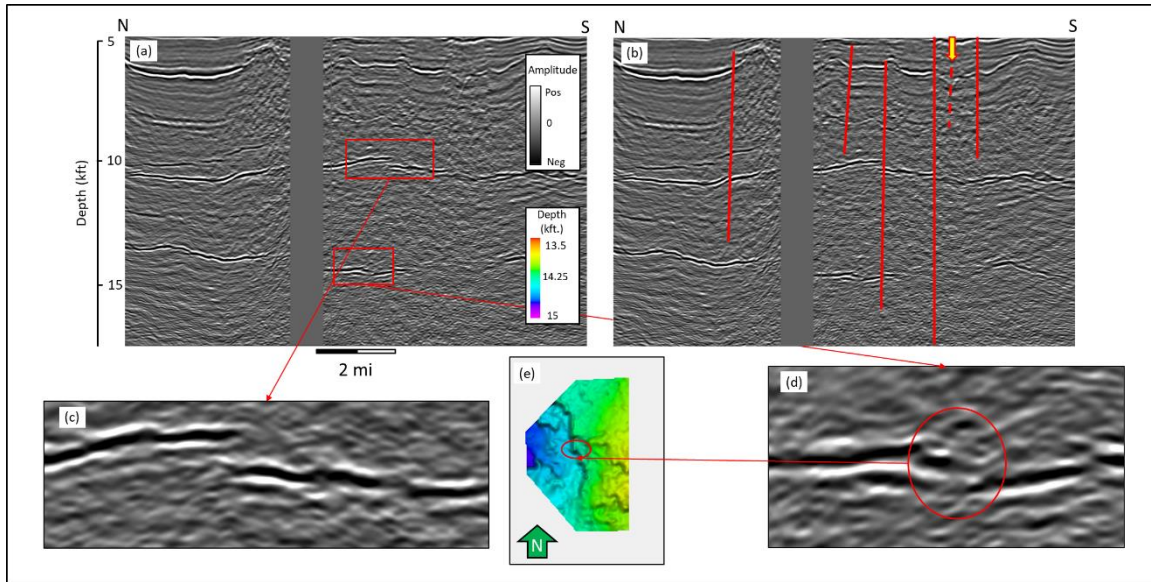 N
S
N
S
5
(a)
(b)
Amplitude
Pos
0
Neg
10
Depth (kft)
Depth
(kft.)
13.5
14.25
15
15
2 mi
(e)
(c)
(d)
N